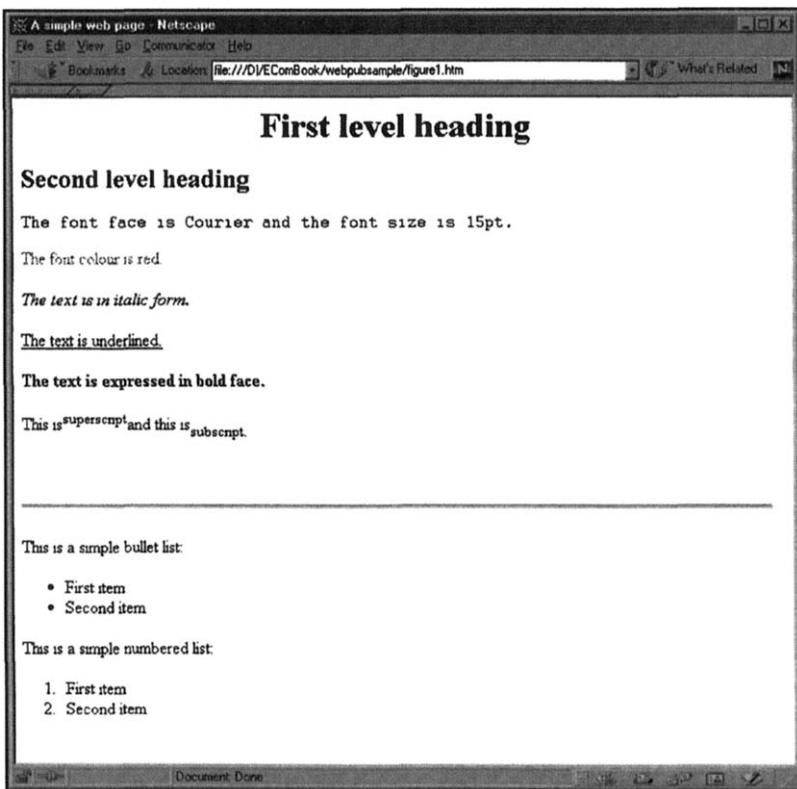 A simple web page - Netscape
File Edit View Go Communicator Help
Bookmarks Location: file:///D|/EComBook/webpubsample/figure1.htm What's Related N
First level heading
Second level heading
The font face is Courier and the font size is 15pt.
The font colour is red.
The text is in italic form.
The text is underlined.
The text is expressed in bold face.
This is superscript and this is subscript.
This is a simple bullet list:
• First item
• Second item
This is a simple numbered list:
1. First item
2. Second item
Document: Done